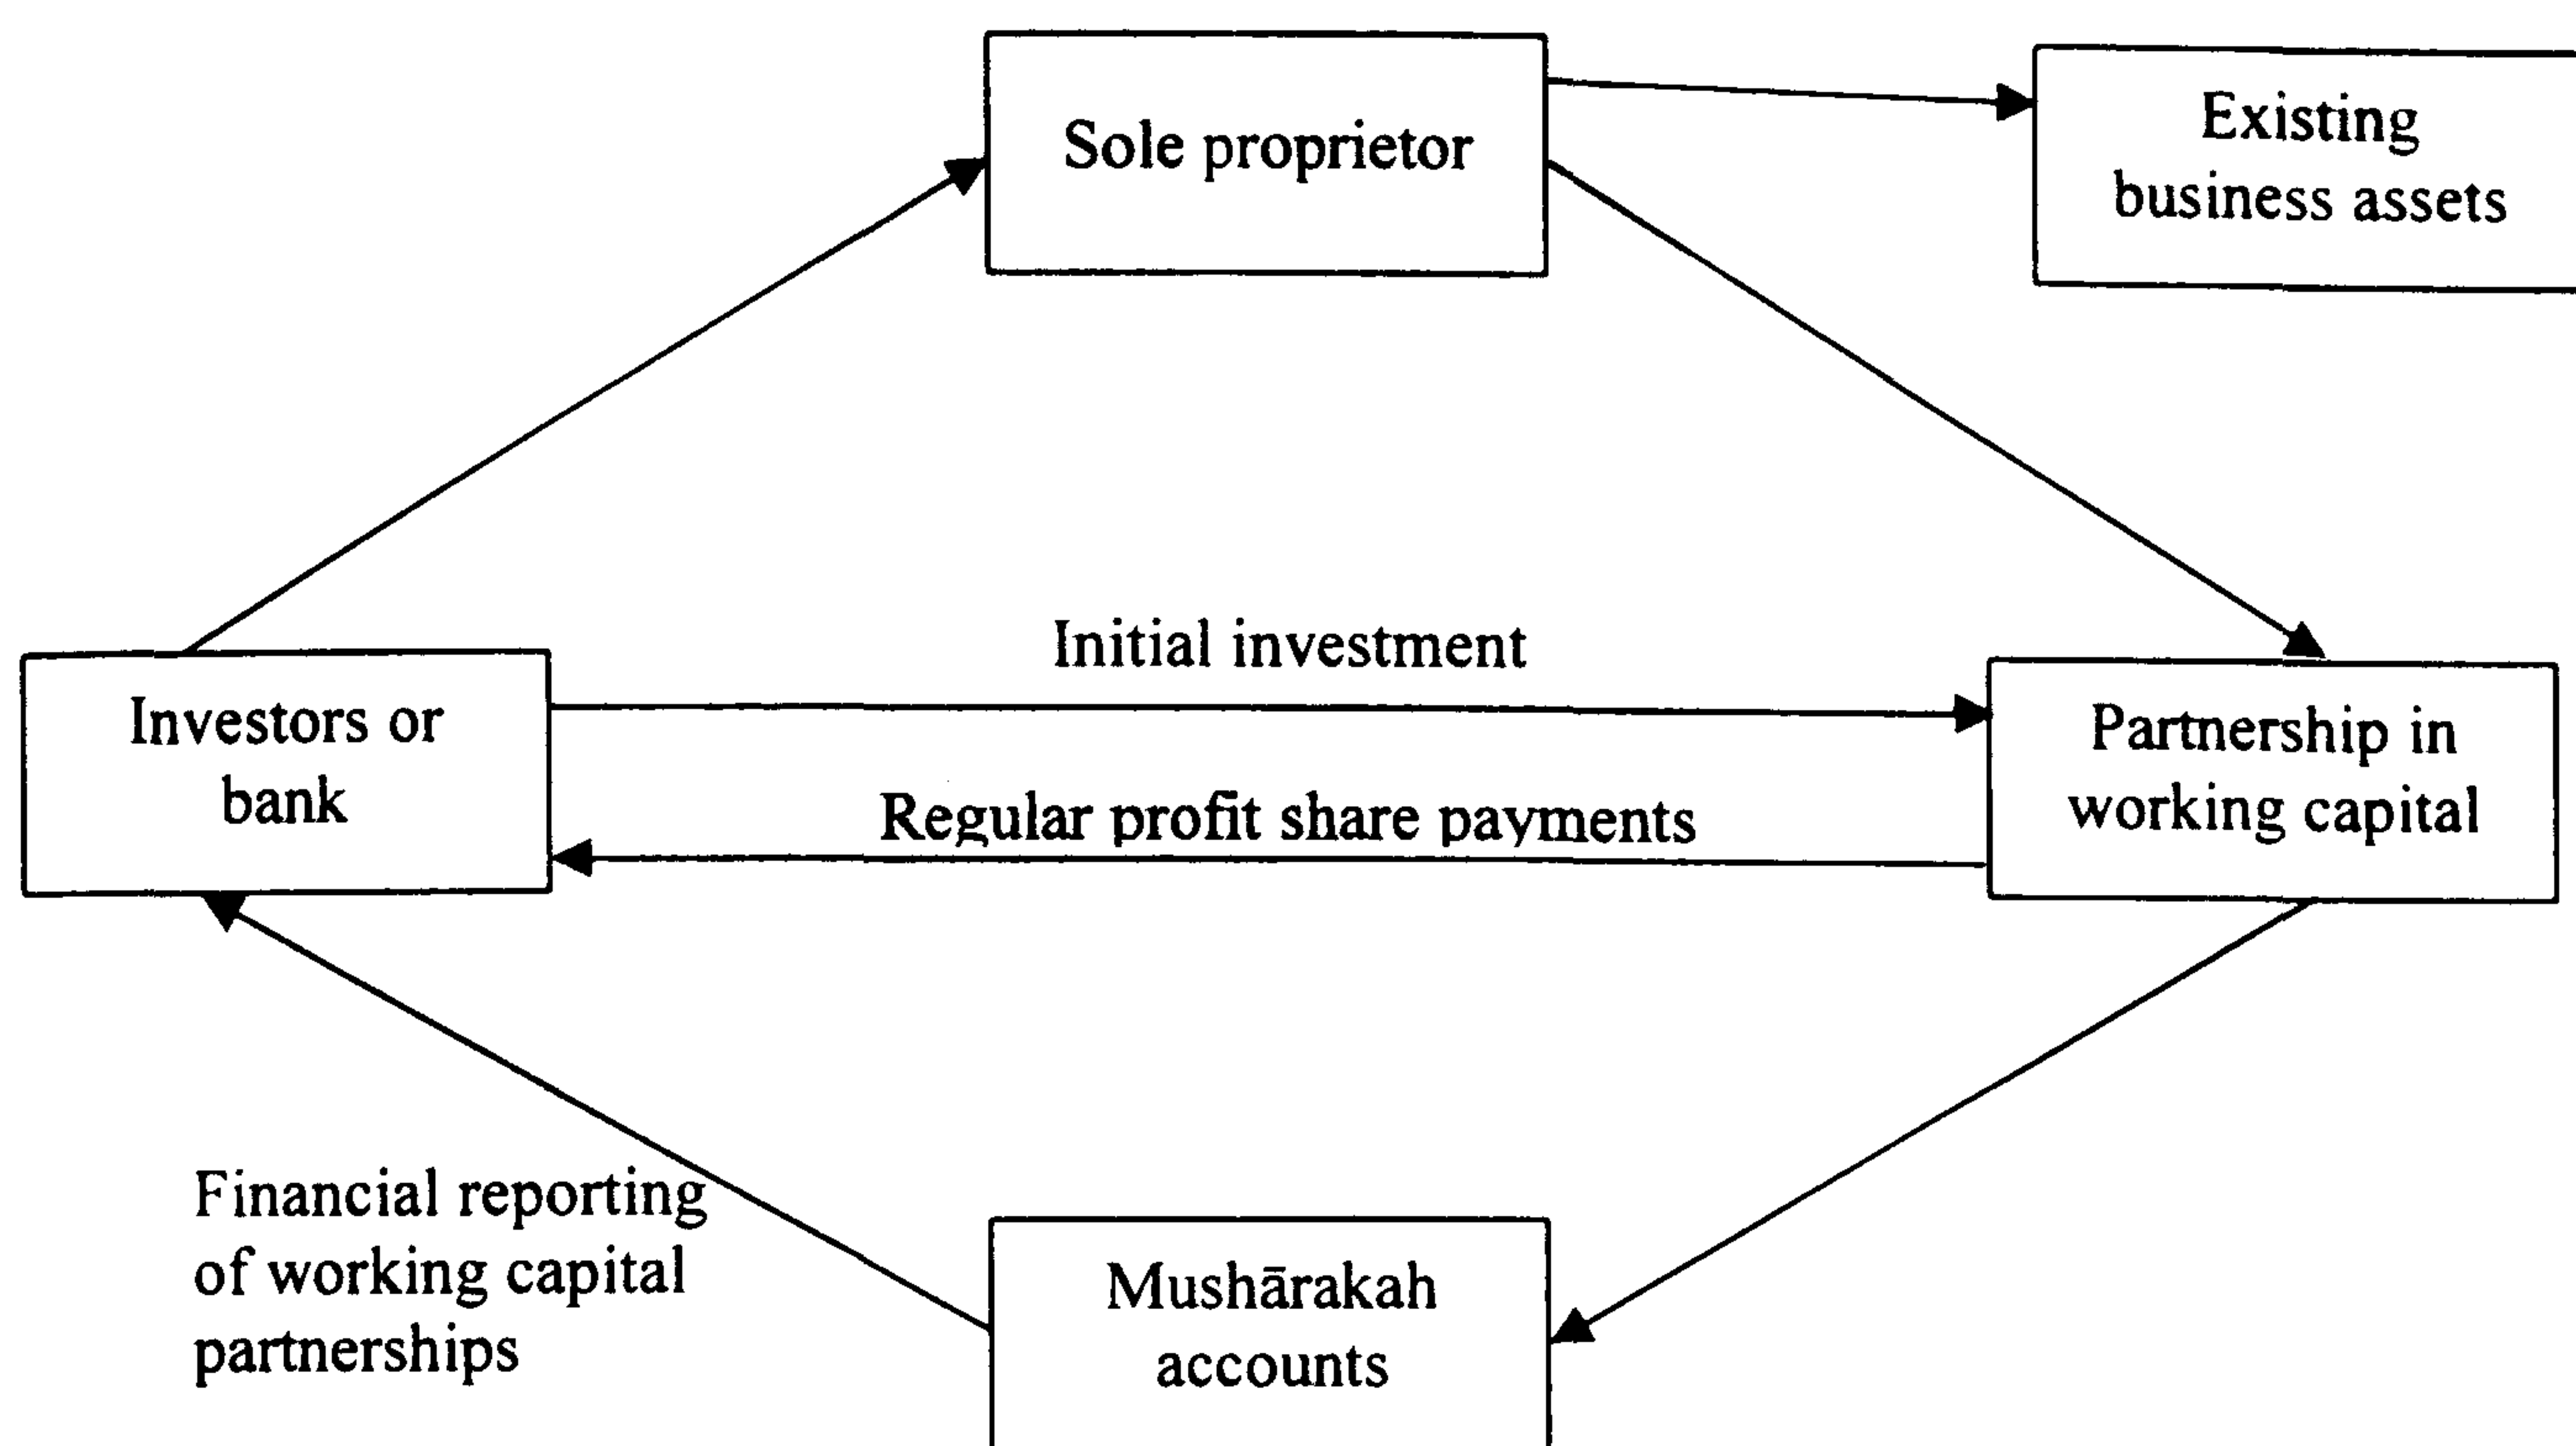 Sole proprietor
Existing
business assets
Initial investment
Investors or
bank
Partnership in
working capital
Regular profit share payments
Financial reporting
of working capital
partnerships
Mushārakah
accounts